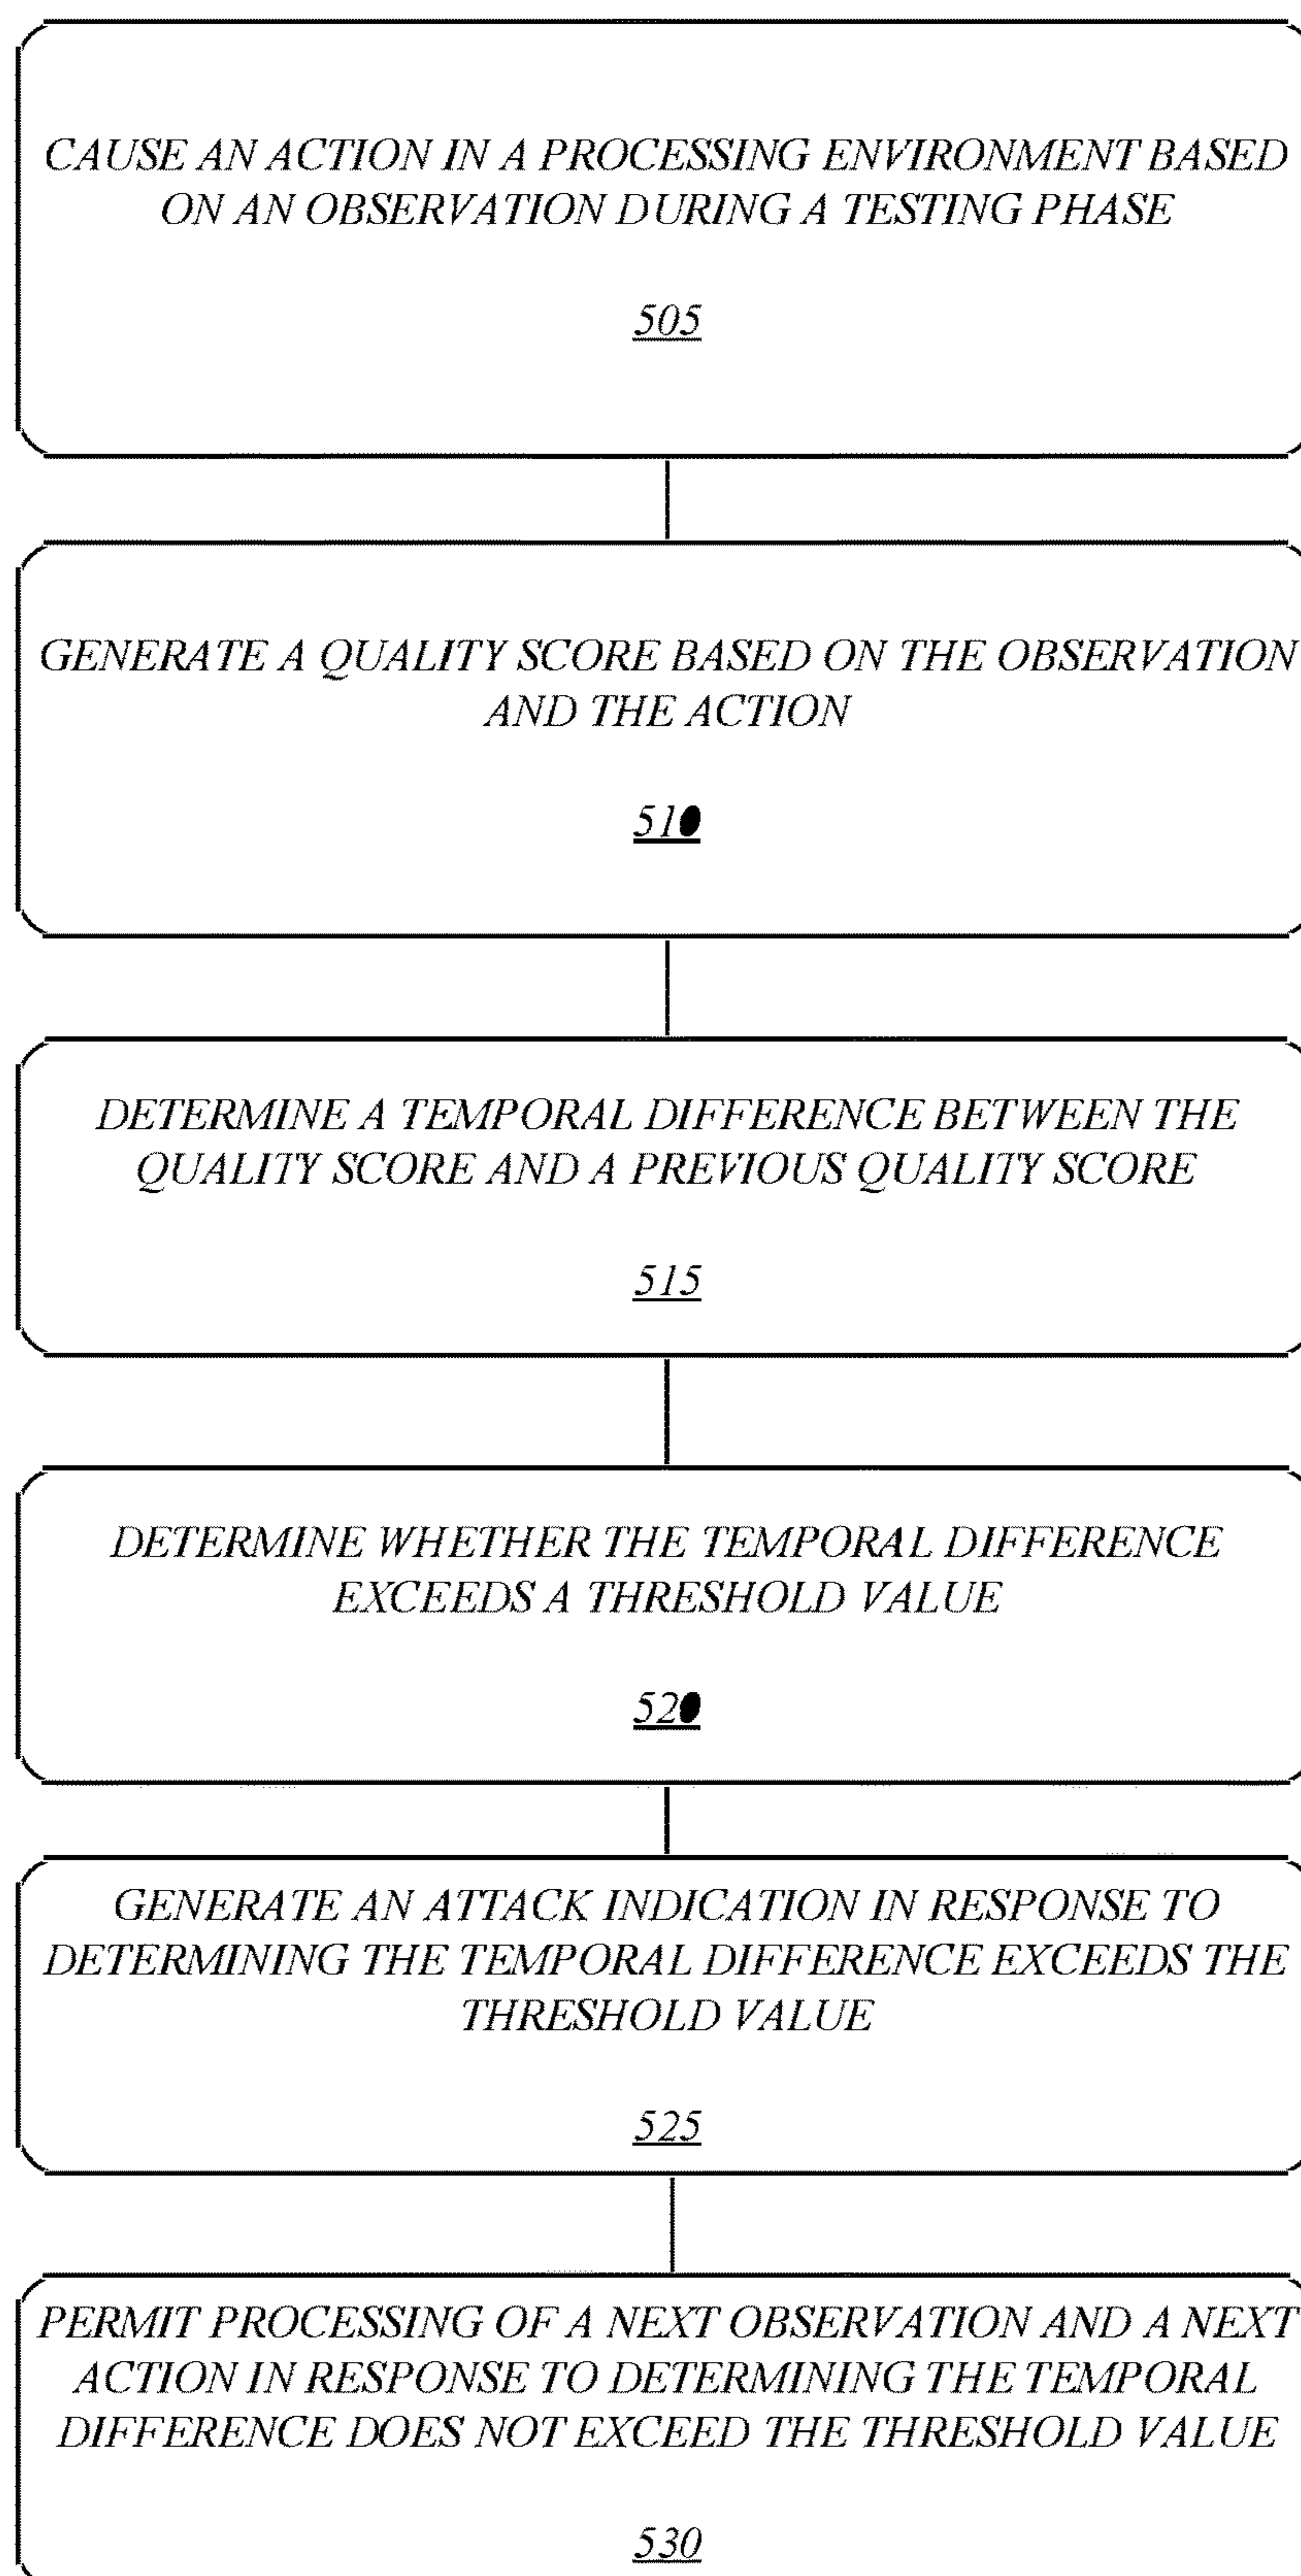 CAUSE AN ACTION IN A PROCESSING ENVIRONMENT BASED
ON AN OBSERVATION DURING A TESTING PHASE
505
GENERATE A QUALITY SCORE BASED ON THE OBSERVATION
AND THE ACTION
510
DETERMINE A TEMPORAL DIFFERENCE BETWEEN THE
QUALITY SCORE AND A PREVIOUS QUALITY SCORE
515
DETERMINE WHETHER THE TEMPORAL DIFFERENCE
EXCEEDS A THRESHOLD VALUE
520
GENERATE AN ATTACK INDICATION IN RESPONSE TO
DETERMINING THE TEMPORAL DIFFERENCE EXCEEDS THE
THRESHOLD VALUE
525
PERMIT PROCESSING OF A NEXT OBSERVATION AND A NEXT
ACTION IN RESPONSE TO DETERMINING THE TEMPORAL
DIFFERENCE DOES NOT EXCEED THE THRESHOLD VALUE
530